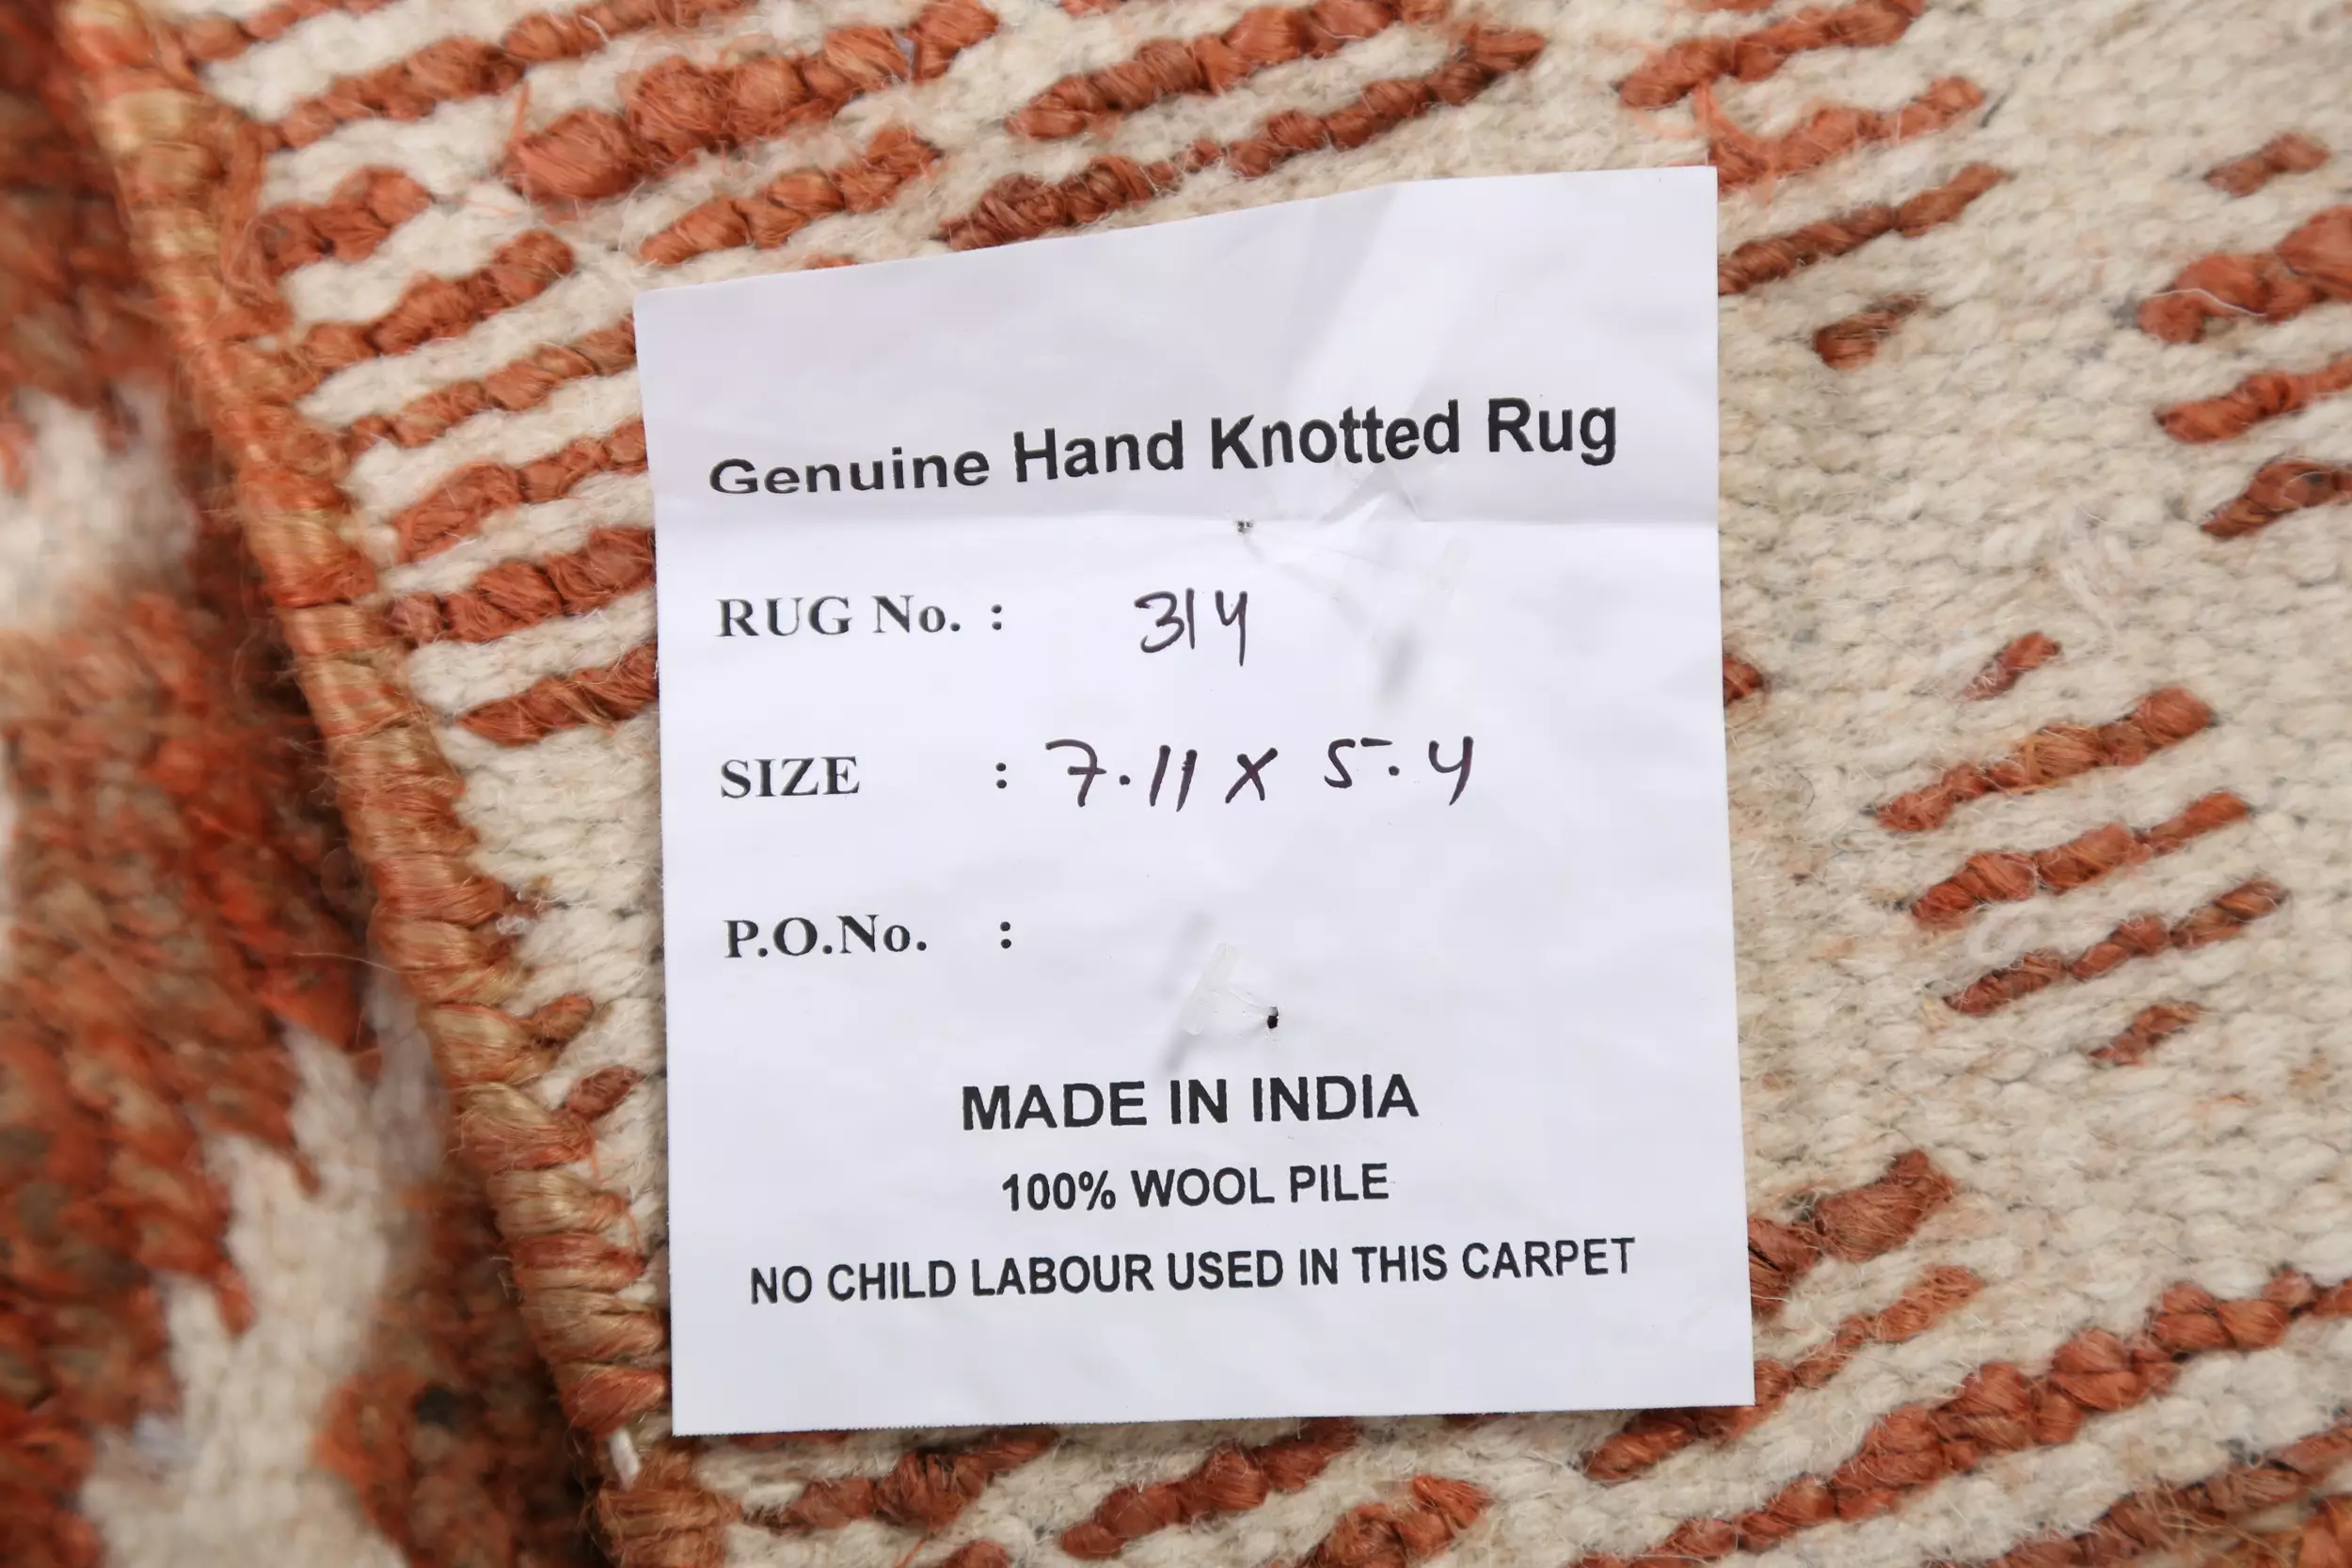 Genuine Hand Knotted Rug
RUG No. : 314
SIZE : 7.11 X 5.4
P.O.No. :
MADE IN INDIA
100% WOOL PILE
NO CHILD LABOUR USED IN THIS CARPET